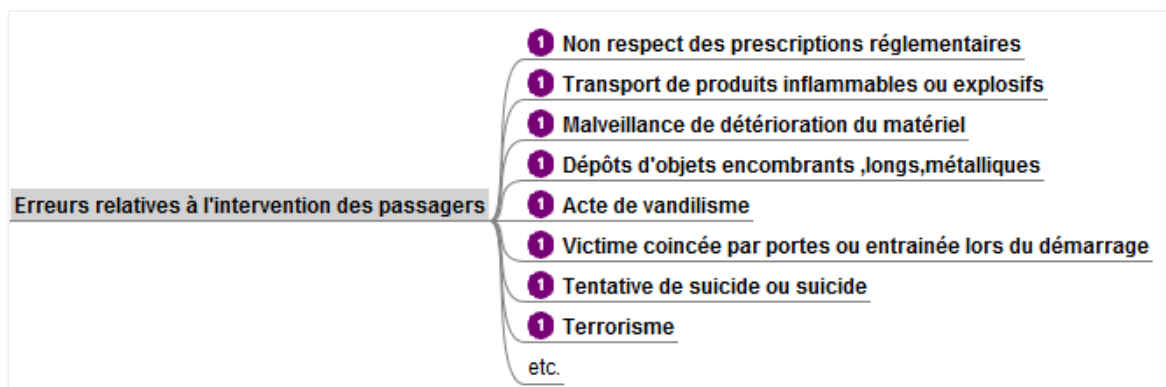 Erreurs relatives à l'intervention des passagers
1 Non respect des prescriptions réglementaires
1 Transport de produits inflammables ou explosifs
1 Malveillance de détérioration du matériel
1 Dépôts d'objets encombrants ,longs,métalliques
1 Acte de vandilisme
1 Victime coincée par portes ou entrainée lors du démarrage
1 Tentative de suicide ou suicide
1 Terrorisme
etc.